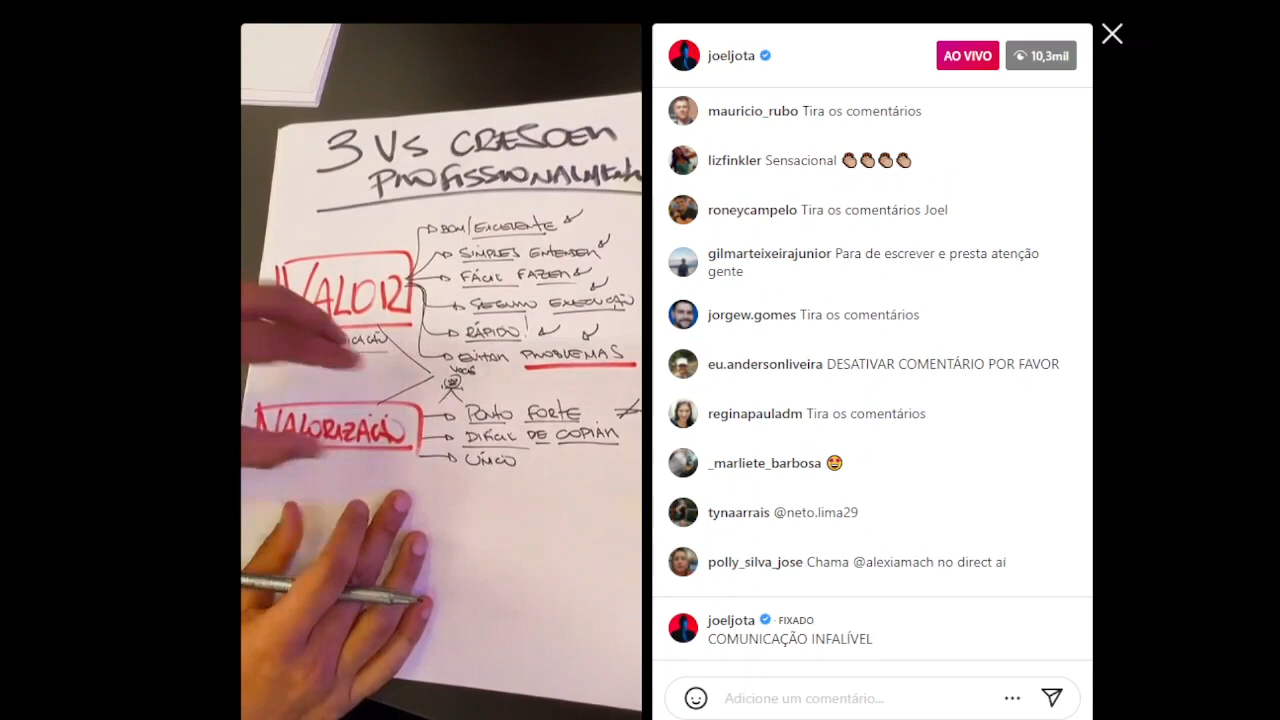 3 Vs CRESCER
PROFISSIONALMENTE
BOM/EXCELENTE
SIMPLES ENTENDER
FÁCIL FAZER
SEGURO EXECUÇÃO
RÁPIDO!
EVITAR PROBLEMAS
VALOR
VOCÊ
VALORIZAÇÃO
PONTO FORTE ≠
DIFÍCIL DE COPIAR
ÚNICO
joeljota
AO VIVO
10,3mil
mauricio_rubo Tira os comentários
lizfinkler Sensacional 👏🏼👏🏼👏🏼👏🏼
roneycampelo Tira os comentários Joel
gilmarteixeirajunior Para de escrever e presta atenção
gente
jorgew.gomes Tira os comentários
eu.andersonliveira DESATIVAR COMENTÁRIO POR FAVOR
reginapauladm Tira os comentários
_marliete_barbosa 🤩
tynaarrais @neto.lima29
polly_silva_jose Chama @alexiamach no direct aí
joeljota · FIXADO
COMUNICAÇÃO INFALÍVEL
Adicione um comentário...